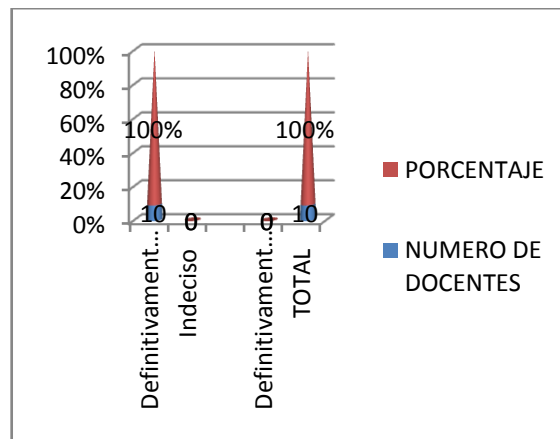 100%
80%
60%
40%
20%
0%
100%
100%
10
0
0
10
Definitivament...
Indeciso
Definitivament...
TOTAL
PORCENTAJE
NUMERO DE
DOCENTES